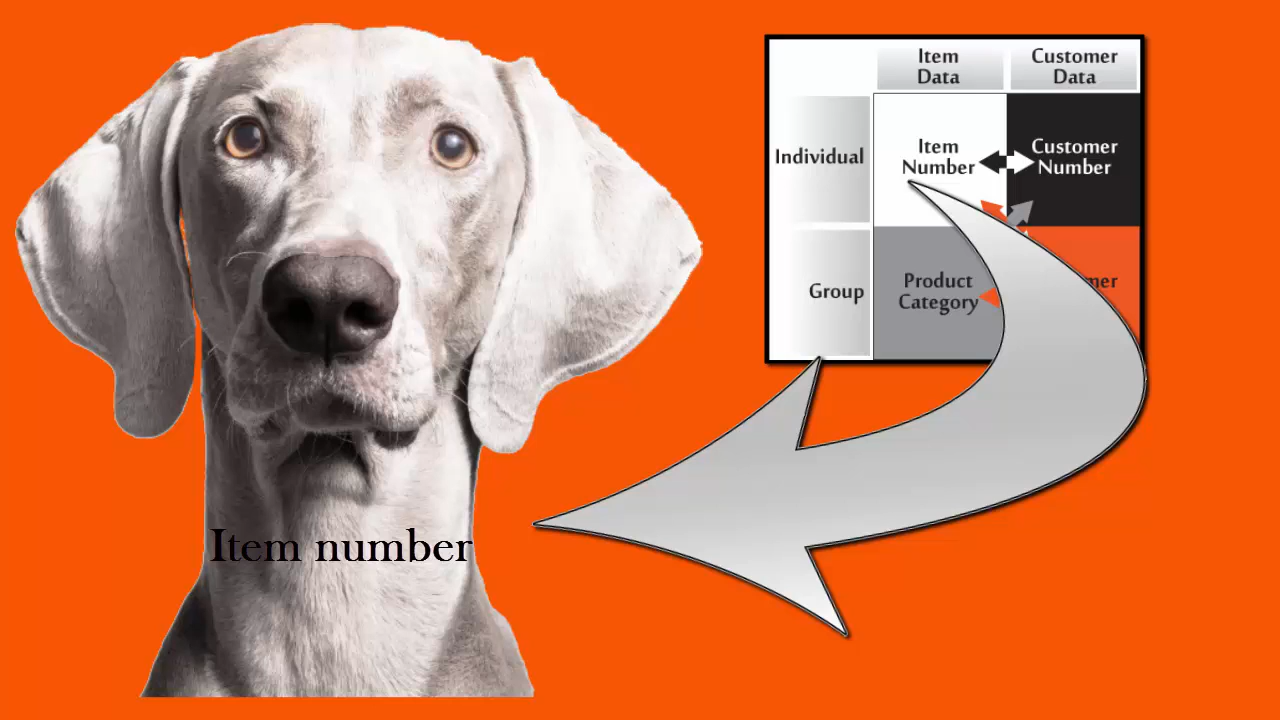 Item
Data
Customer
Data
Individual
Item
Number
Customer
Number
Group
Product
Category
Item number